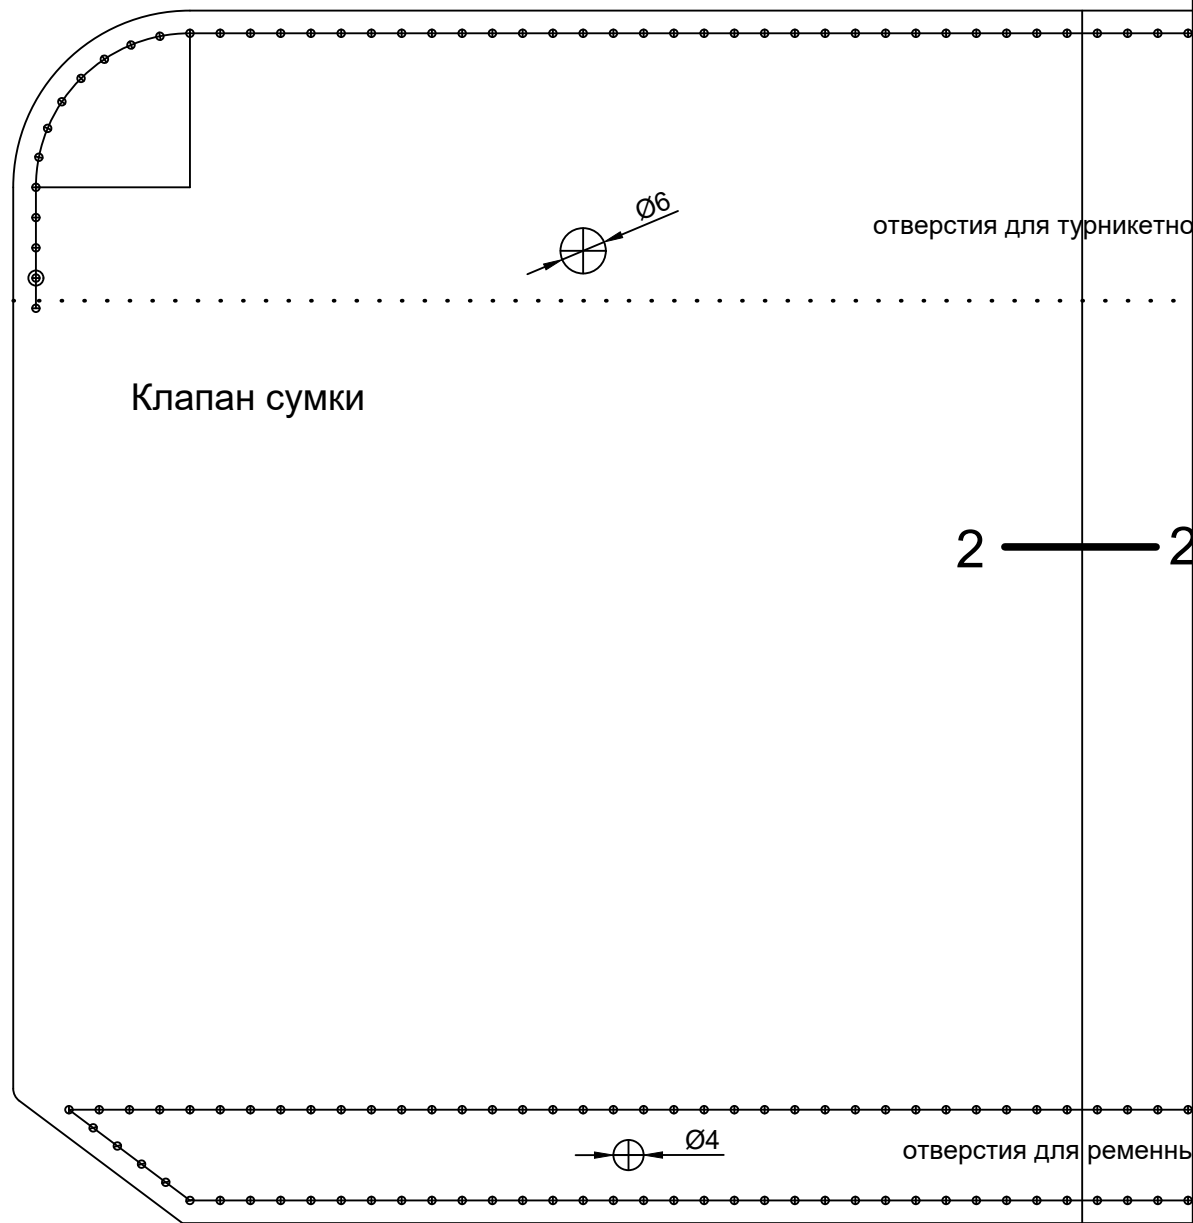 Ø6
отверстия для турникетно
Клапан сумки
2 2
Ø4
отверстия для ременны